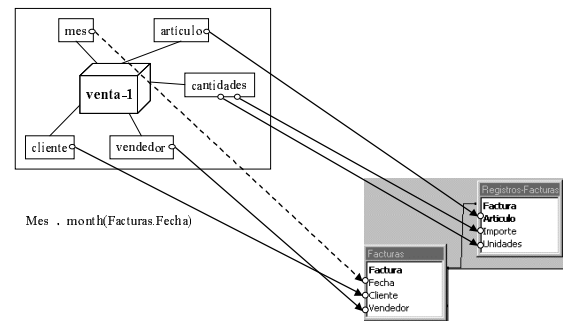 mes
artículo
venta-1
cantidades
cliente
vendedor
Mes . month(Facturas.Fecha)
Registros-Facturas
Factura
Articulo
Importe
Unidades
Facturas
Factura
Fecha
Cliente
Vendedor